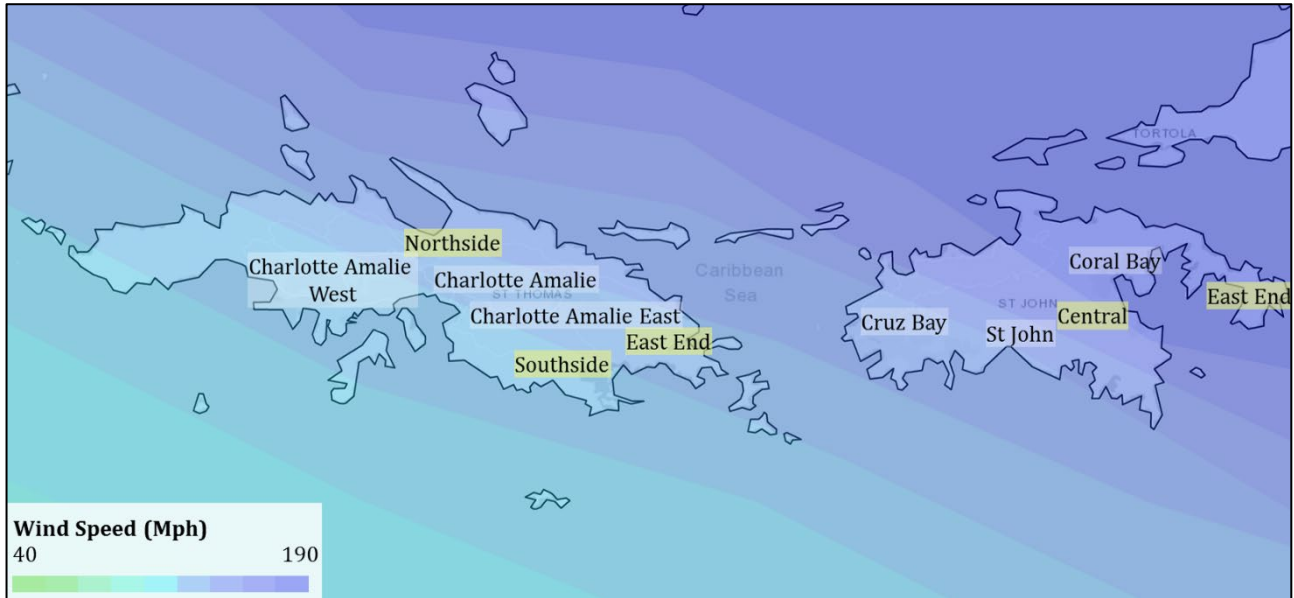 TORTOLA
Northside
Charlotte Amalie
West
Charlotte Amalie
Caribbean
Sea
ST THOMAS
Charlotte Amalie East
East End
Southside
Coral Bay
East End
ST JOHN
Central
Cruz Bay
St John
Wind Speed (Mph)
40 190